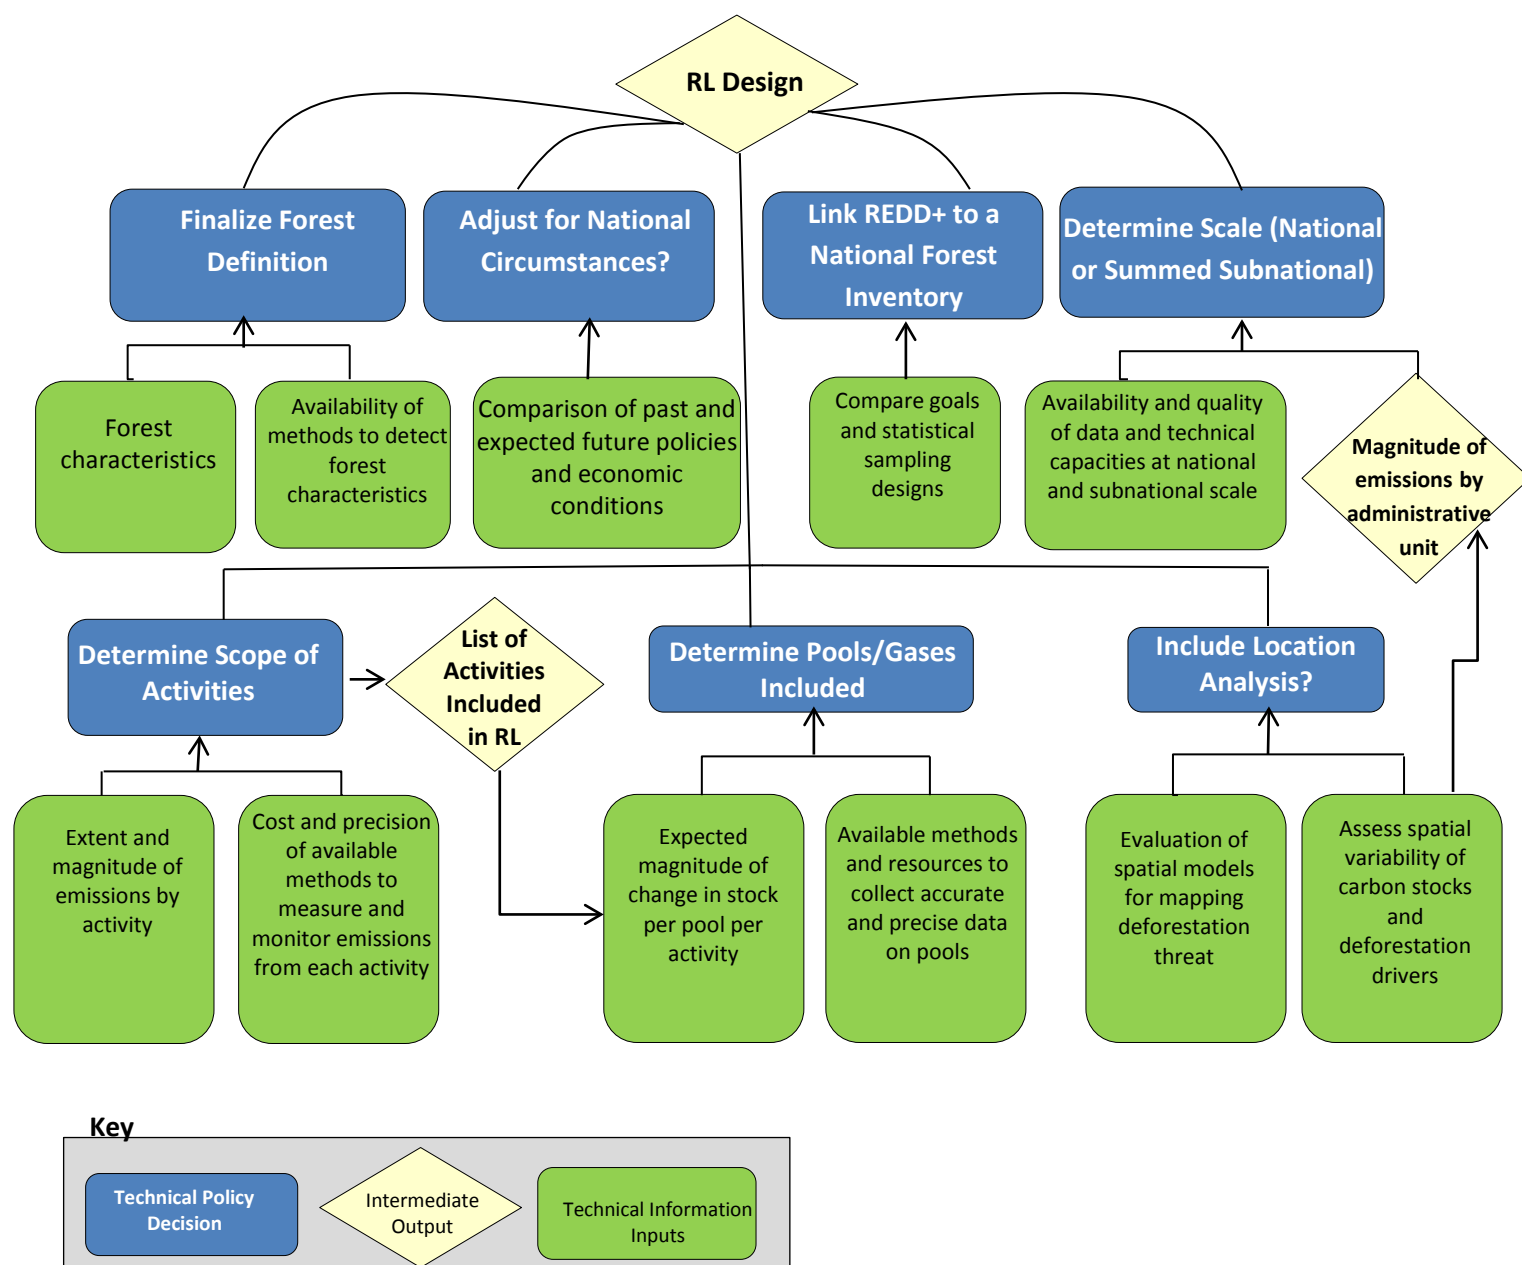 RL Design
Finalize Forest
Definition
Adjust for National
Circumstances?
Link REDD+ to a
National Forest
Inventory
Determine Scale (National
or Summed Subnational)
Forest
characteristics
Availability of
methods to detect
forest
characteristics
Comparison of past and
expected future policies
and economic
conditions
Compare goals
and statistical
sampling
designs
Availability and quality
of data and technical
capacities at national
and subnational scale
Magnitude of
emissions by
administrative
unit
Determine Scope of
Activities
List of
Activities
Included
in RL
Determine Pools/Gases
Included
Include Location
Analysis?
Extent and
magnitude of
emissions by
activity
Cost and precision
of available
methods to
measure and
monitor emissions
from each activity
Expected
magnitude of
change in stock
per pool per
activity
Available methods
and resources to
collect accurate
and precise data
on pools
Evaluation of
spatial models
for mapping
deforestation
threat
Assess spatial
variability of
carbon stocks
and
deforestation
drivers
Key
Technical Policy
Decision
Intermediate
Output
Technical Information
Inputs